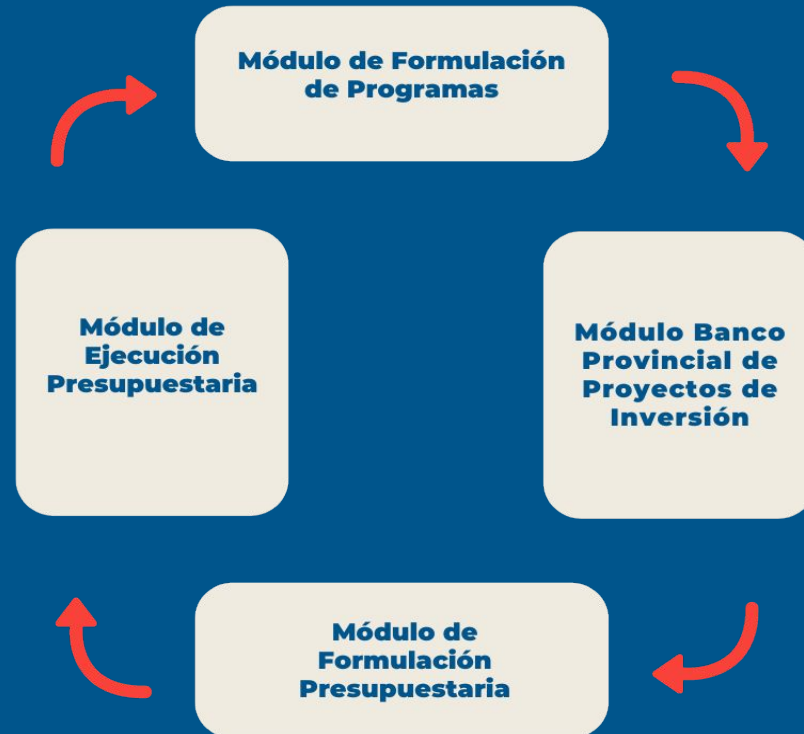 Módulo de Formulación
de Programas
Módulo de
Ejecución
Presupuestaria
Módulo Banco
Provincial de
Proyectos de
Inversión
Módulo de
Formulación
Presupuestaria